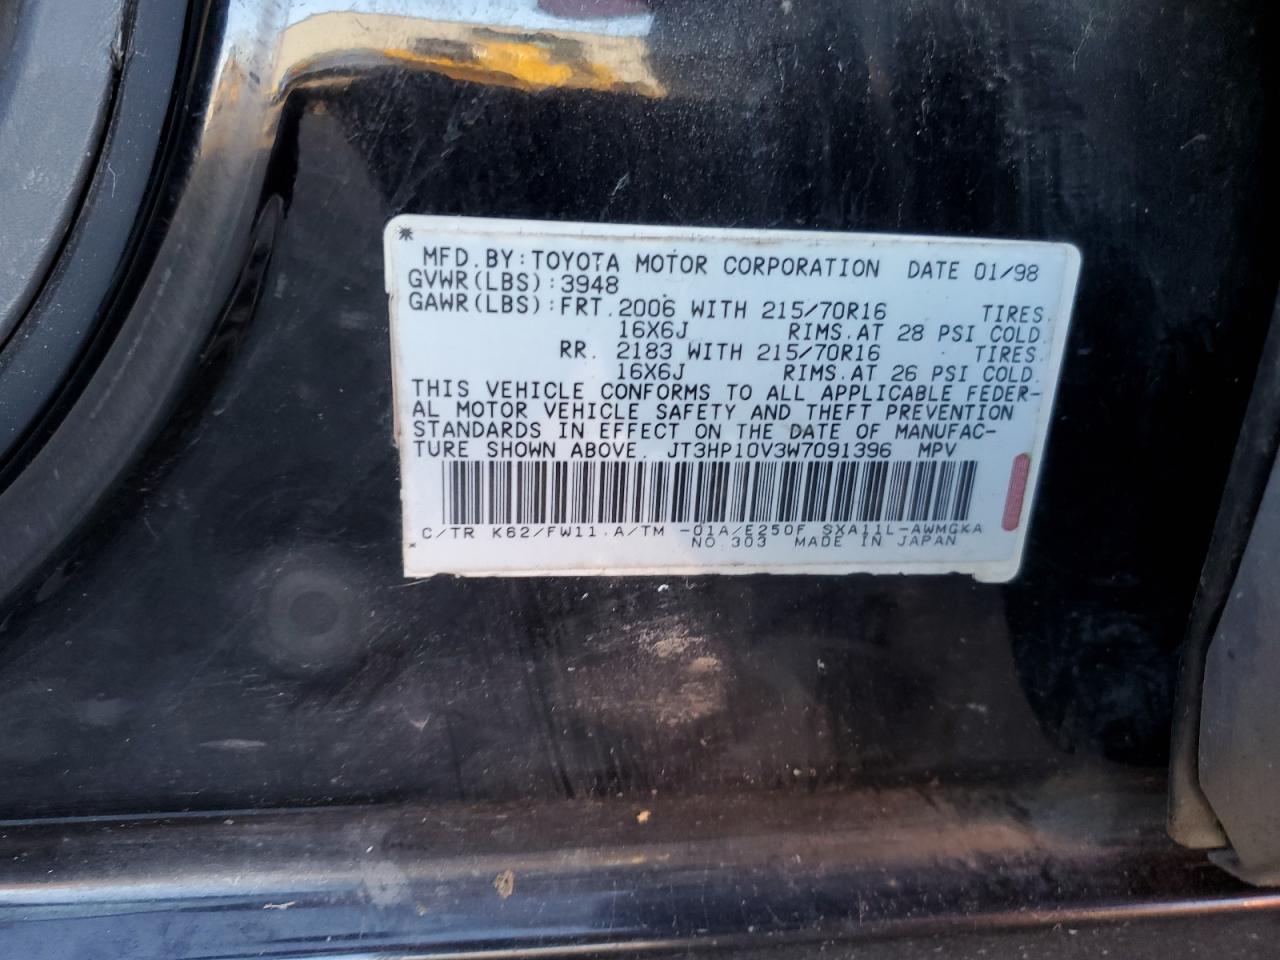 MFD. BY: TOYOTA MOTOR CORPORATION DATE 01/98
GVWR(LBS):3948
GAWR(LBS):FRT. 2006 WITH 215/70R16 TIRES.
16X6J RIMS.AT 28 PSI COLD.
RR. 2183 WITH 215/70R16 TIRES.
16X6J RIMS.AT 26 PSI COLD.
THIS VEHICLE CONFORMS TO ALL APPLICABLE FEDER-
AL MOTOR VEHICLE SAFETY AND THEFT PREVENTION
STANDARDS IN EFFECT ON THE DATE OF MANUFAC-
TURE SHOWN ABOVE. JT3HP10V3W7091396 MPV
C/TR K62/FW11.A/TM -01A/E250F SXA11L-AWMGKA
NO.303 MADE IN JAPAN